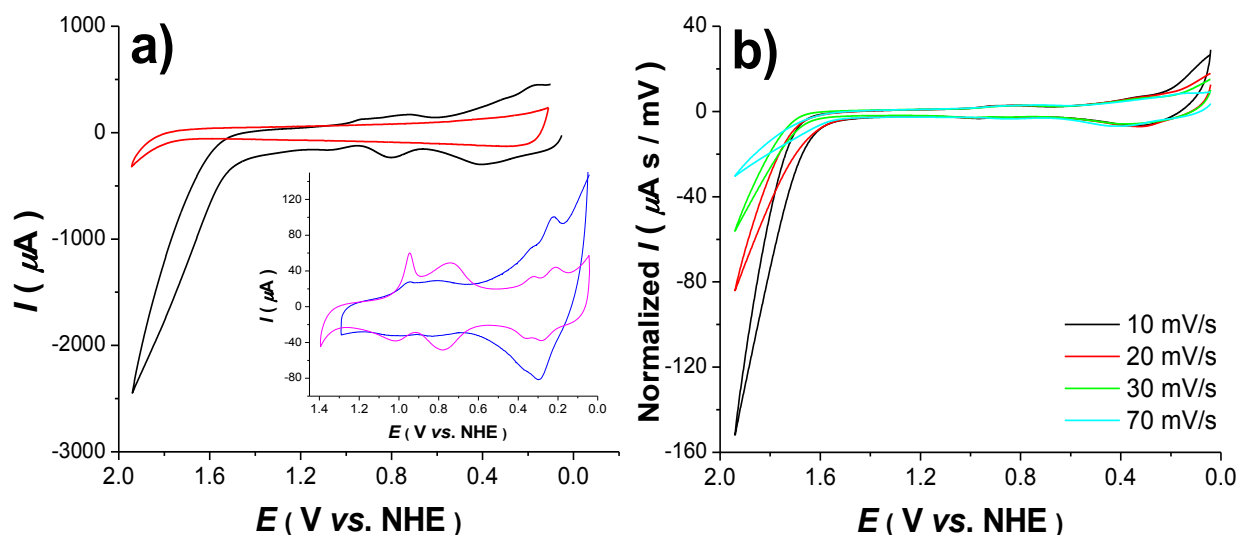 a)
1000
0
-1000
-2000
-3000
I ( μA)
2.0 1.6 1.2 0.8 0.4 0.0
E ( V vs. NHE )
120
80
40
0
-40
-80
I ( μA)
1.4 1.2 1.0 0.8 0.6 0.4 0.2 0.0
E ( V vs. NHE )
b)
40
0
-40
-80
-120
-160
Normalized I ( μA s / mV)
2.0 1.6 1.2 0.8 0.4 0.0
E ( V vs. NHE )
10 mV/s
20 mV/s
30 mV/s
70 mV/s